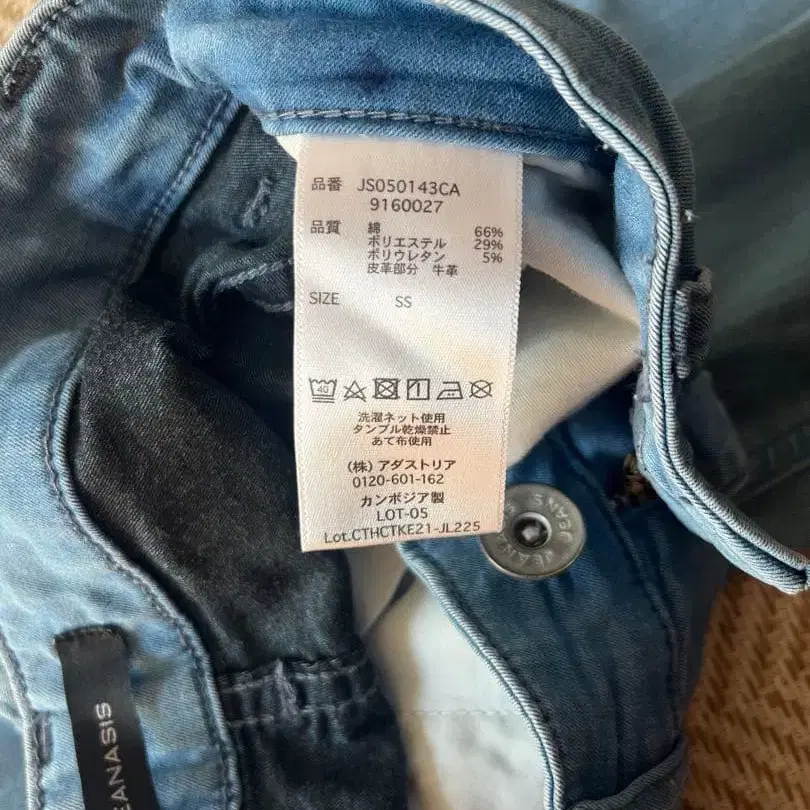 品番 JS050143CA
9160027
品質 綿 66%
ポリエステル 29%
ポリウレタン 5%
皮革部分 牛革
SIZE SS
40
洗濯ネット使用
タンブル乾燥禁止
あて布使用
(株) アダストリア
0120-601-162
カンボジア製
LOT-05
Lot.CTHCTKE21-JL225
JEANS
EANASIS